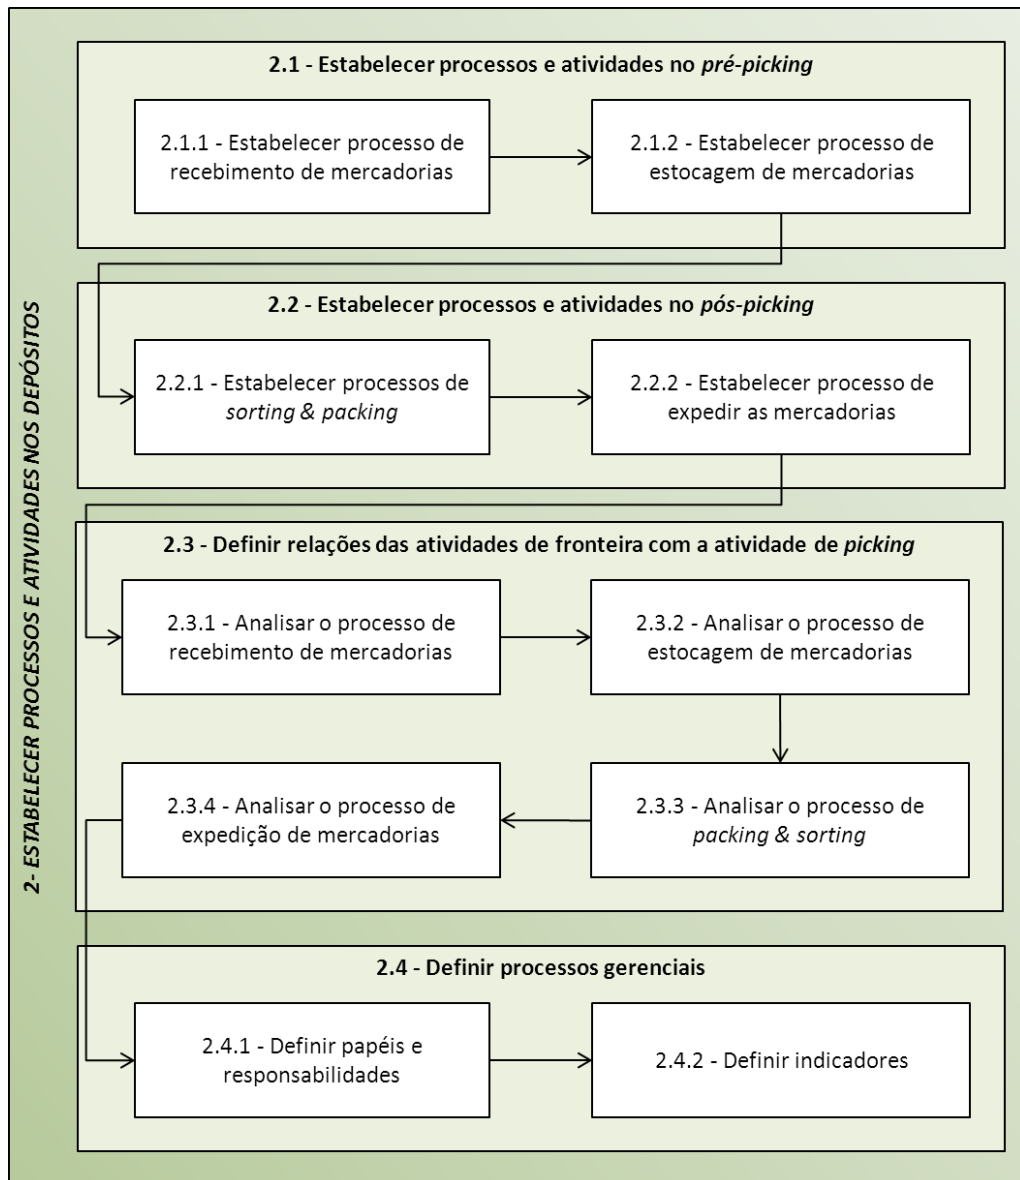 2- ESTABELECER PROCESSOS E ATIVIDADES NOS DEPÓSITOS
2.1 - Estabelecer processos e atividades no pré-picking
2.1.1 - Estabelecer processo de
recebimento de mercadorias
2.1.2 - Estabelecer processo de
estocagem de mercadorias
2.2 - Estabelecer processos e atividades no pós-picking
2.2.1 - Estabelecer processos de
sorting & packing
2.2.2 - Estabelecer processo de
expedir as mercadorias
2.3 - Definir relações das atividades de fronteira com a atividade de picking
2.3.1 - Analisar o processo de
recebimento de mercadorias
2.3.2 - Analisar o processo de
estocagem de mercadorias
2.3.4 - Analisar o processo de
expedição de mercadorias
2.3.3 - Analisar o processo de
packing & sorting
2.4 - Definir processos gerenciais
2.4.1 - Definir papéis e
responsabilidades
2.4.2 - Definir indicadores